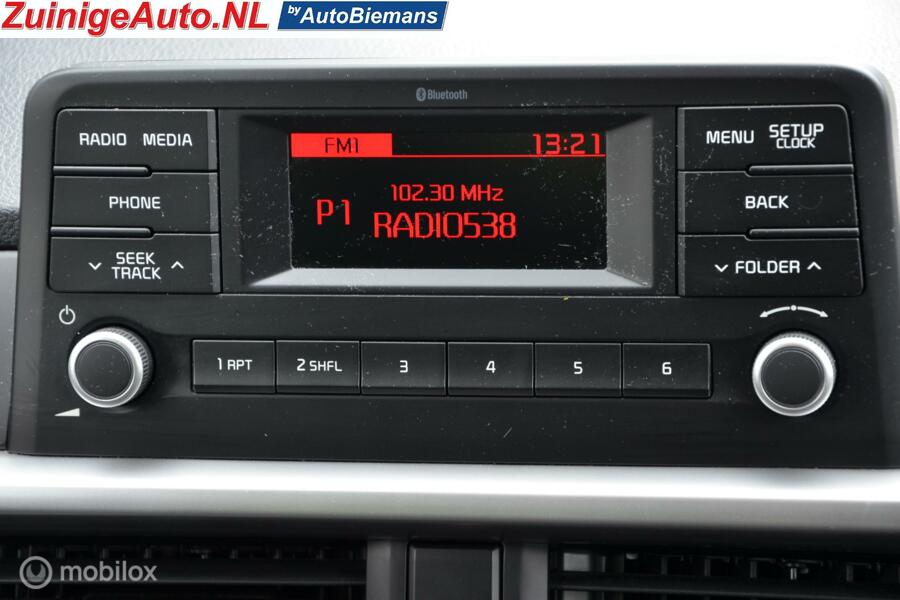 ZuinigeAuto.NL by AutoBiemans
Bluetooth
RADIO MEDIA
PHONE
SEEK
TRACK
FM1 13:21
102.30 MHz
P1 RADIO538
MENU SETUP
CLOCK
BACK
FOLDER
1 RPT 2 SHFL 3 4 5 6
mobilox